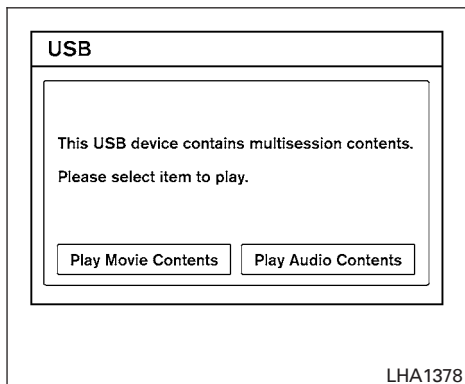 USB
This USB device contains multisession contents.
Please select item to play.
Play Movie Contents Play Audio Contents
LHA1378